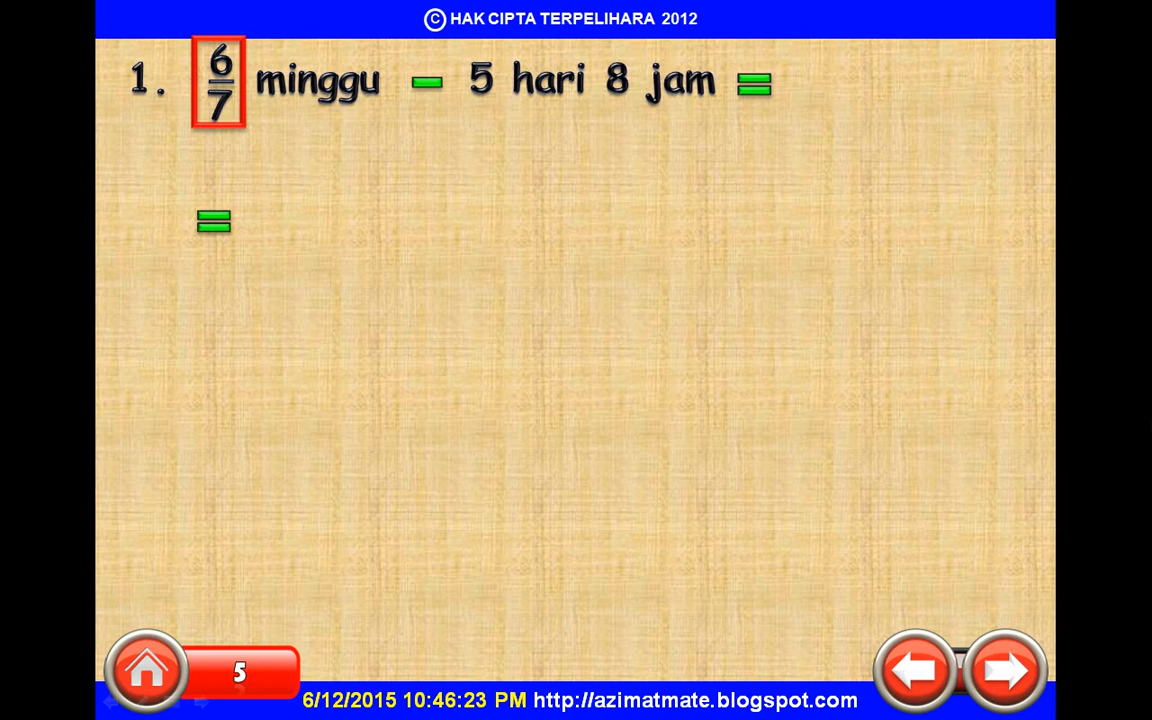 © HAK CIPTA TERPELIHARA 2012
1. 6/7 minggu - 5 hari 8 jam =
=
5
6/12/2015 10:46:23 PM http://azimatmate.blogspot.com